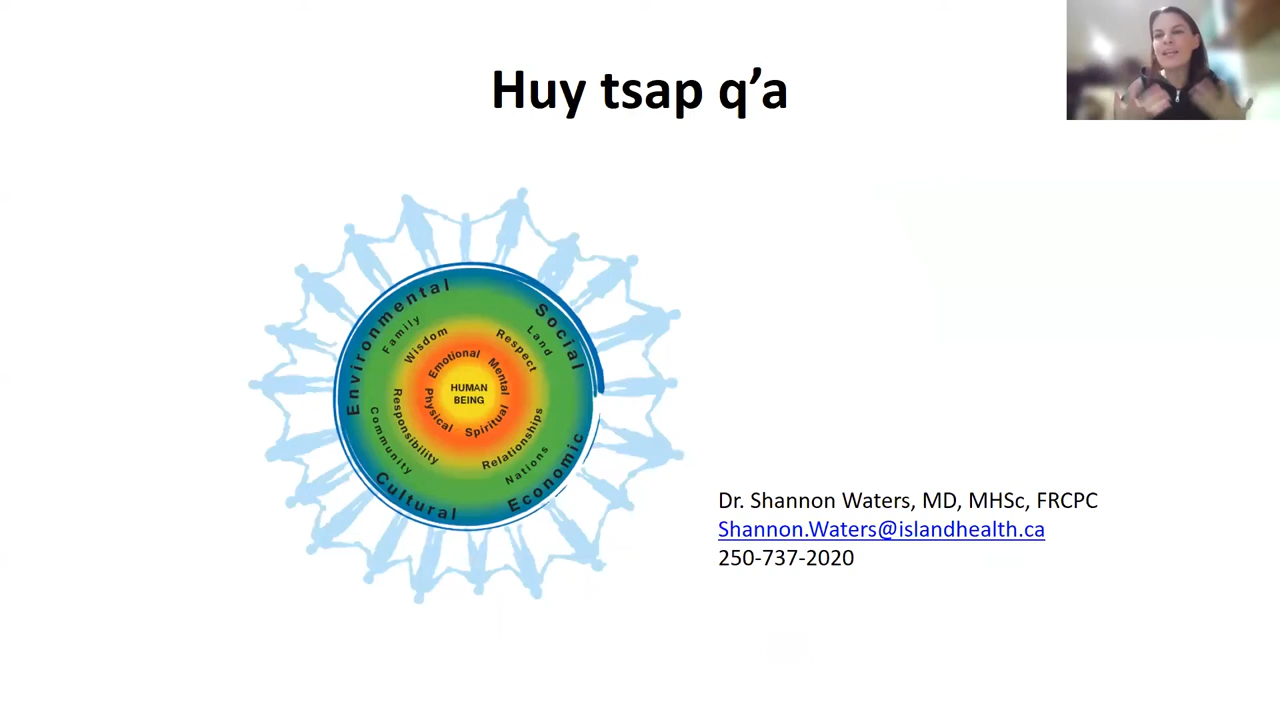 Huy tsap q’a
Environmental
Social
Economic
Cultural
Family
Land
Nations
Community
Wisdom
Respect
Relationships
Responsibility
Emotional
Mental
Spiritual
Physical
HUMAN
BEING
Dr. Shannon Waters, MD, MHSc, FRCPC
Shannon.Waters@islandhealth.ca
250-737-2020